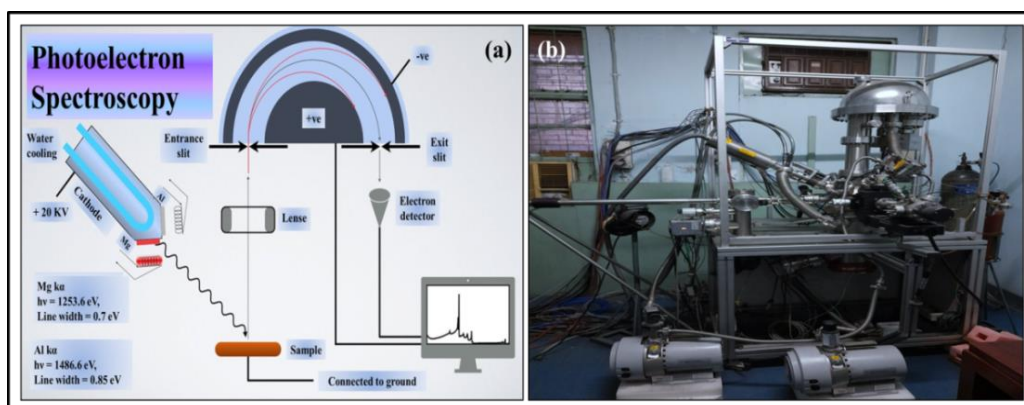 Photoelectron
Spectroscopy
(a)
-ve
+ve
Water
cooling
Entrance
slit
Exit
slit
Cathode
Al
+ 20 KV
Mg
Lense
Electron
detector
Mg kα
hν = 1253.6 eV,
Line width = 0.7 eV
Al kα
hν = 1486.6 eV,
Line width = 0.85 eV
Sample
Connected to ground
(b)